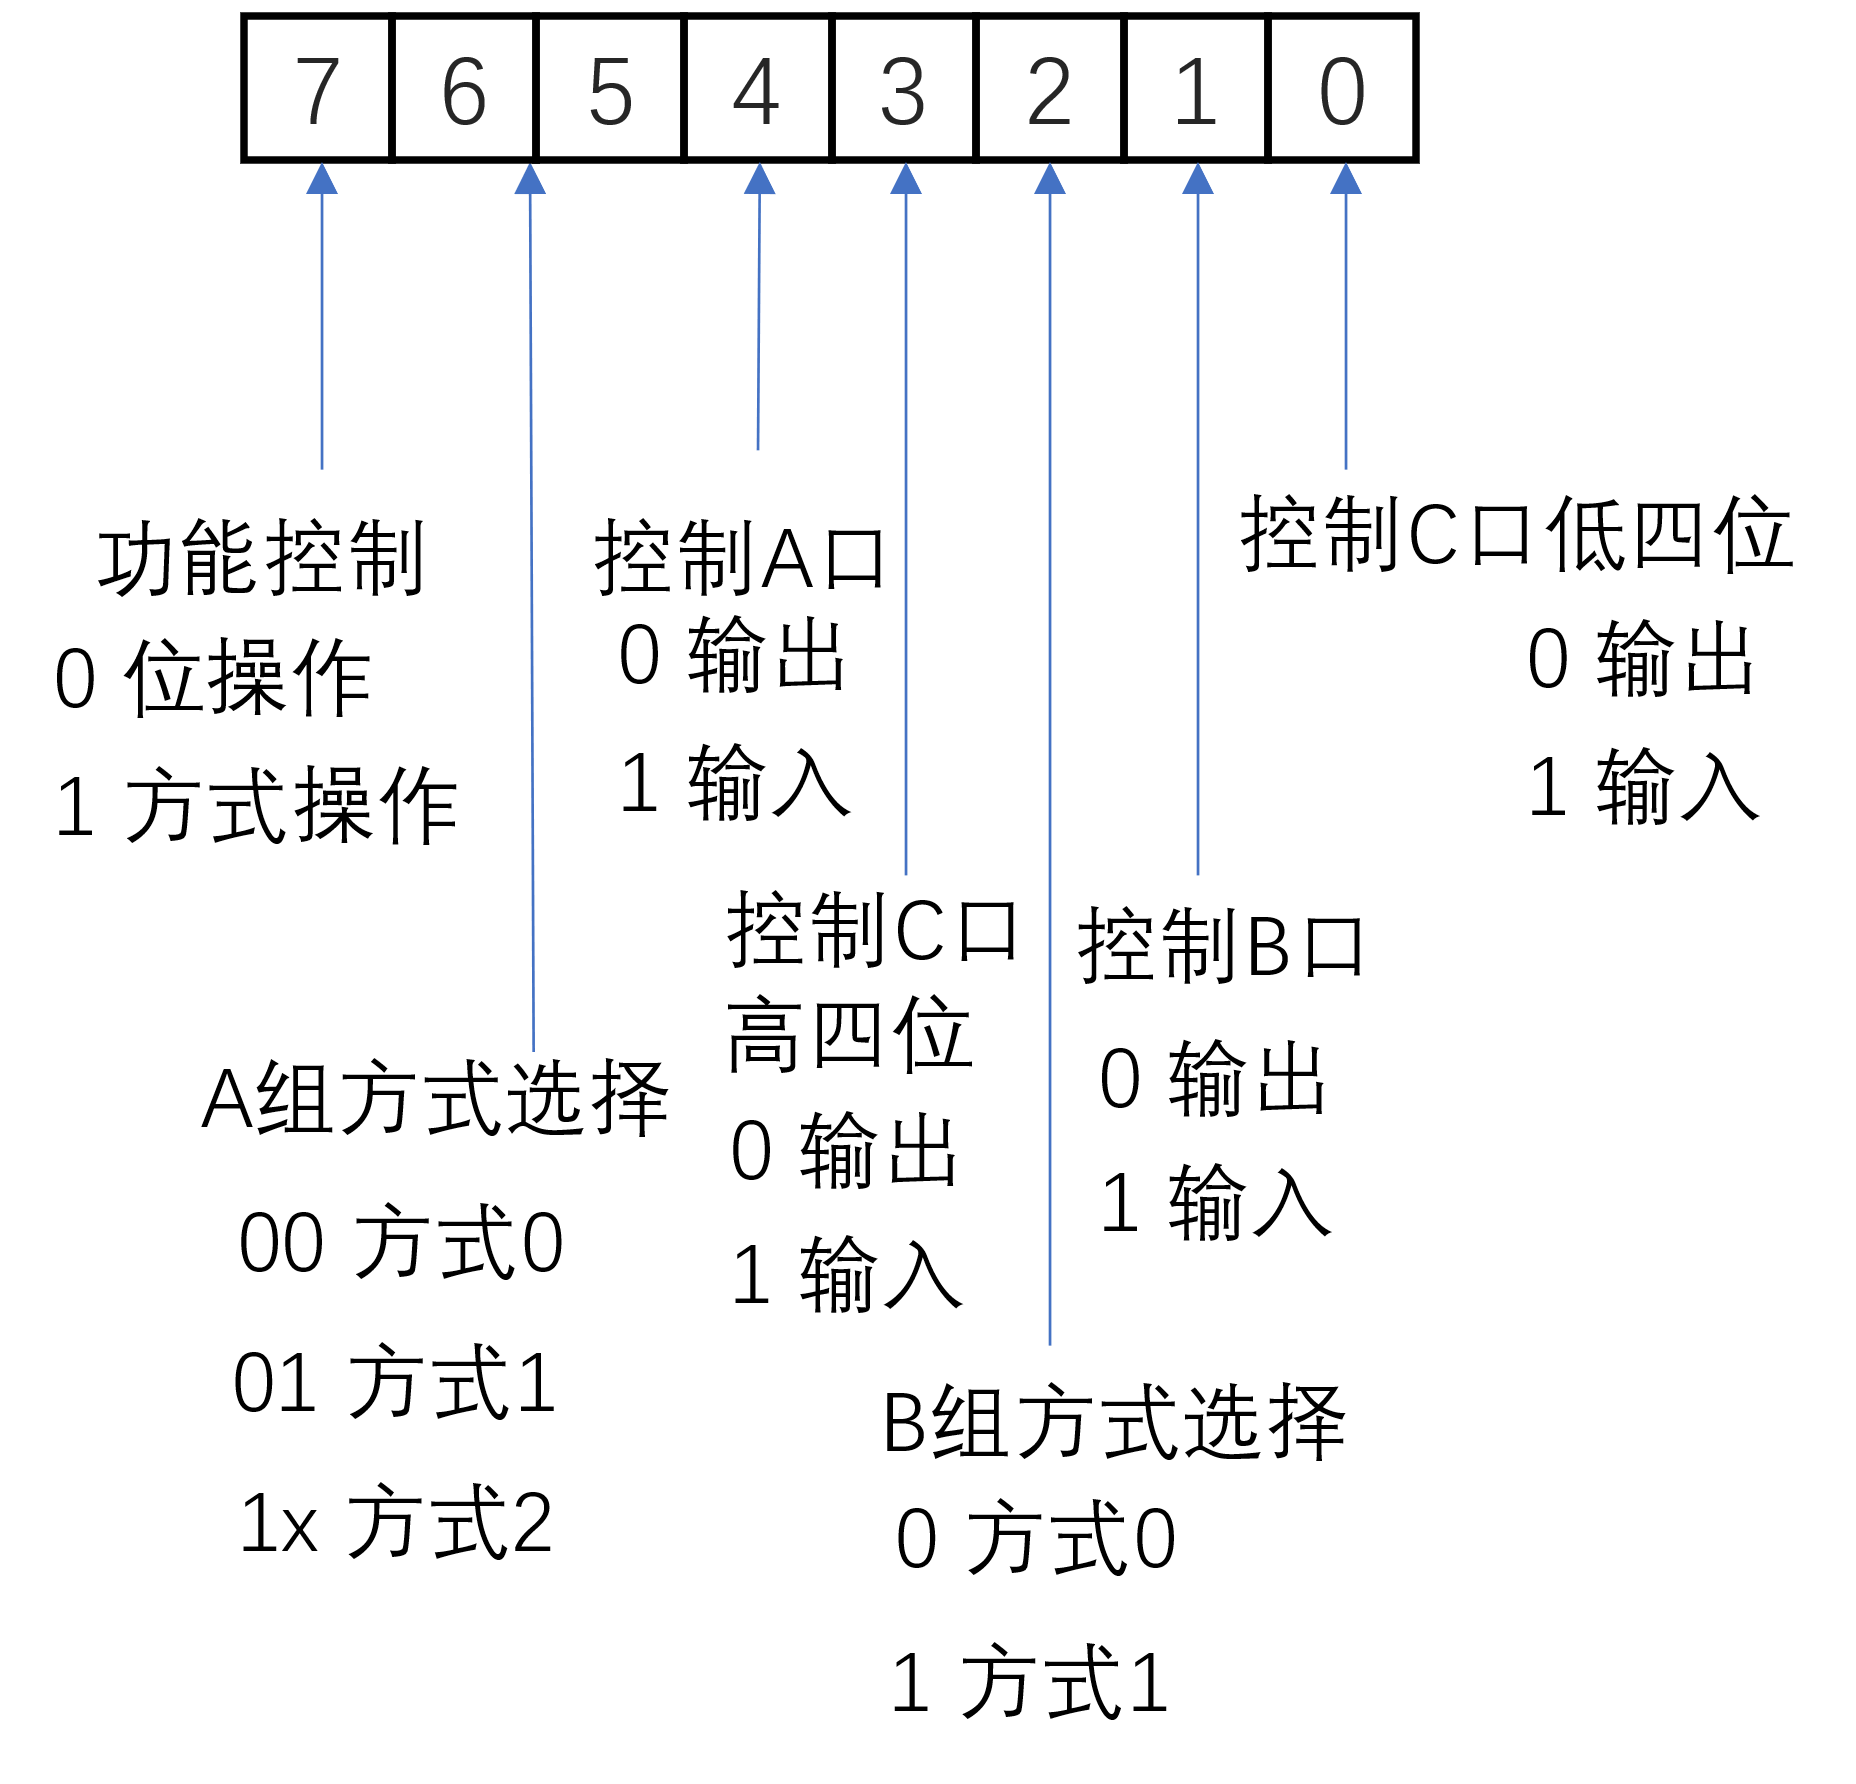 7 6 5 4 3 2 1 0
功能控制
0 位操作
1 方式操作
A组方式选择
00 方式0
01 方式1
1x 方式2
控制A口
0 输出
1 输入
控制C口
高四位
0 输出
1 输入
B组方式选择
0 方式0
1 方式1
控制B口
0 输出
1 输入
控制C口低四位
0 输出
1 输入